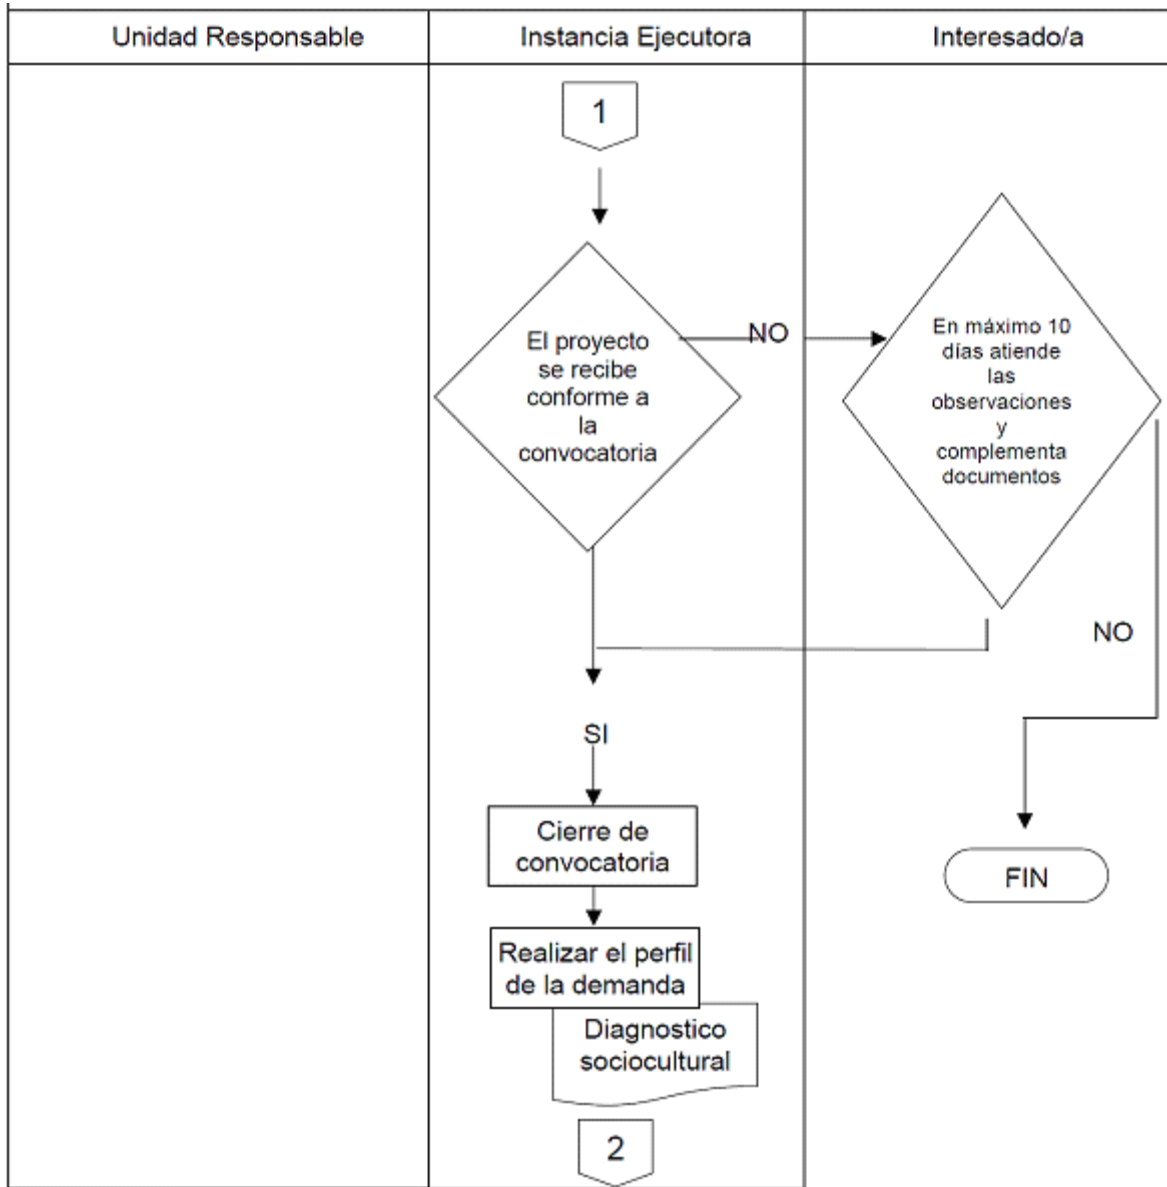 Unidad Responsable
Instancia Ejecutora
Interesado/a
1
El proyecto
se recibe
conforme a
la
convocatoria
NO
En máximo 10
días atiende
las
observaciones
y
complementa
documentos
NO
SI
Cierre de
convocatoria
FIN
Realizar el perfil
de la demanda
Diagnostico
sociocultural
2